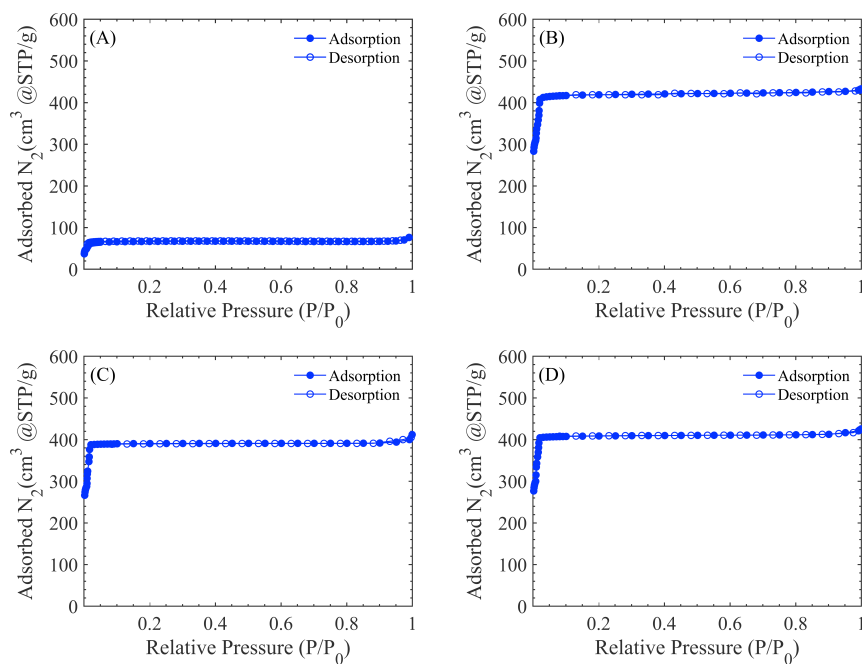 (A)
Adsorption
Desorption
Adsorbed N₂(cm³ @STP/g)
600
500
400
300
200
100
0
0.2
0.4
0.6
0.8
1
Relative Pressure (P/P₀)
(B)
Adsorption
Desorption
Adsorbed N₂(cm³ @STP/g)
600
500
400
300
200
100
0
0.2
0.4
0.6
0.8
1
Relative Pressure (P/P₀)
(C)
Adsorption
Desorption
Adsorbed N₂(cm³ @STP/g)
600
500
400
300
200
100
0
0.2
0.4
0.6
0.8
1
Relative Pressure (P/P₀)
(D)
Adsorption
Desorption
Adsorbed N₂(cm³ @STP/g)
600
500
400
300
200
100
0
0.2
0.4
0.6
0.8
1
Relative Pressure (P/P₀)